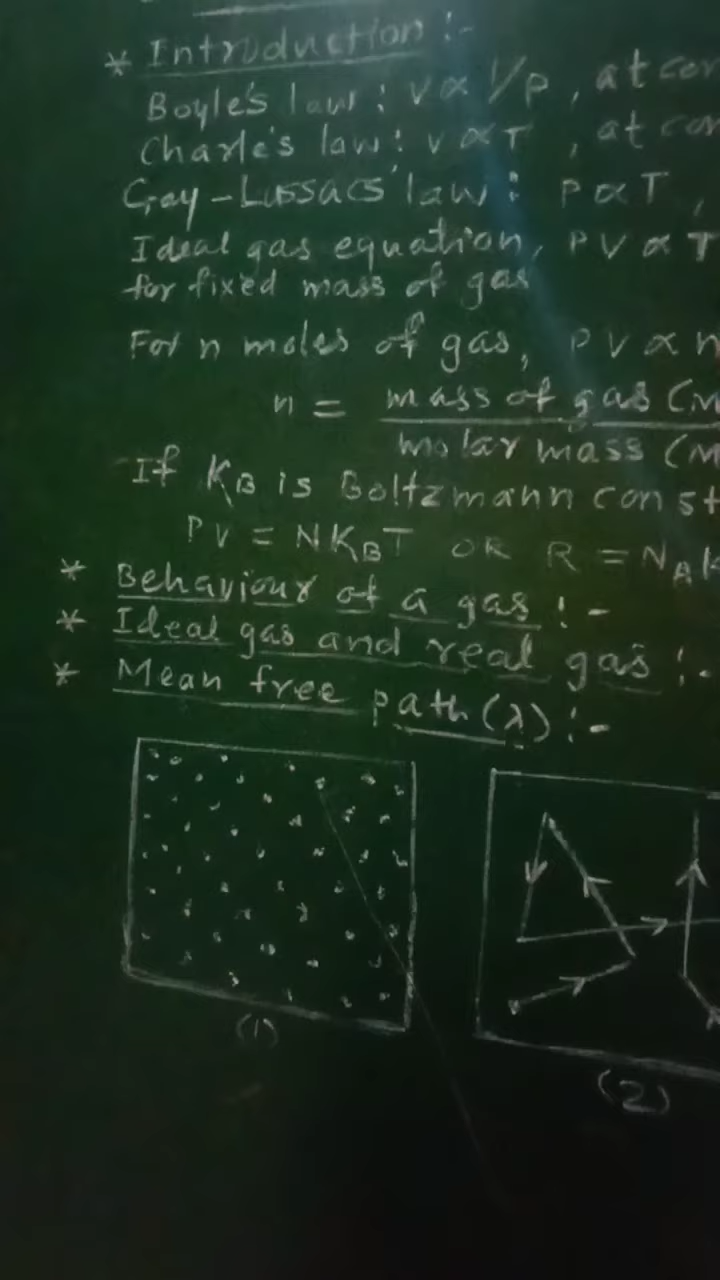 * Introduction :-
Boyle's law : V ∝ 1/P , at con
Charle's law : V ∝ T , at con
Gay-Lussacs' law : P ∝ T ,
Ideal gas equation, PV ∝ T
for fixed mass of gas
For n moles of gas, PV ∝ n
n = mass of gas (M
molar mass (M
If KB is Boltzmann const
PV = NKBT OR R = NAK
* Behaviour of a gas :-
* Ideal gas and real gas :-
* Mean free path (λ) :-
(1)
(2)